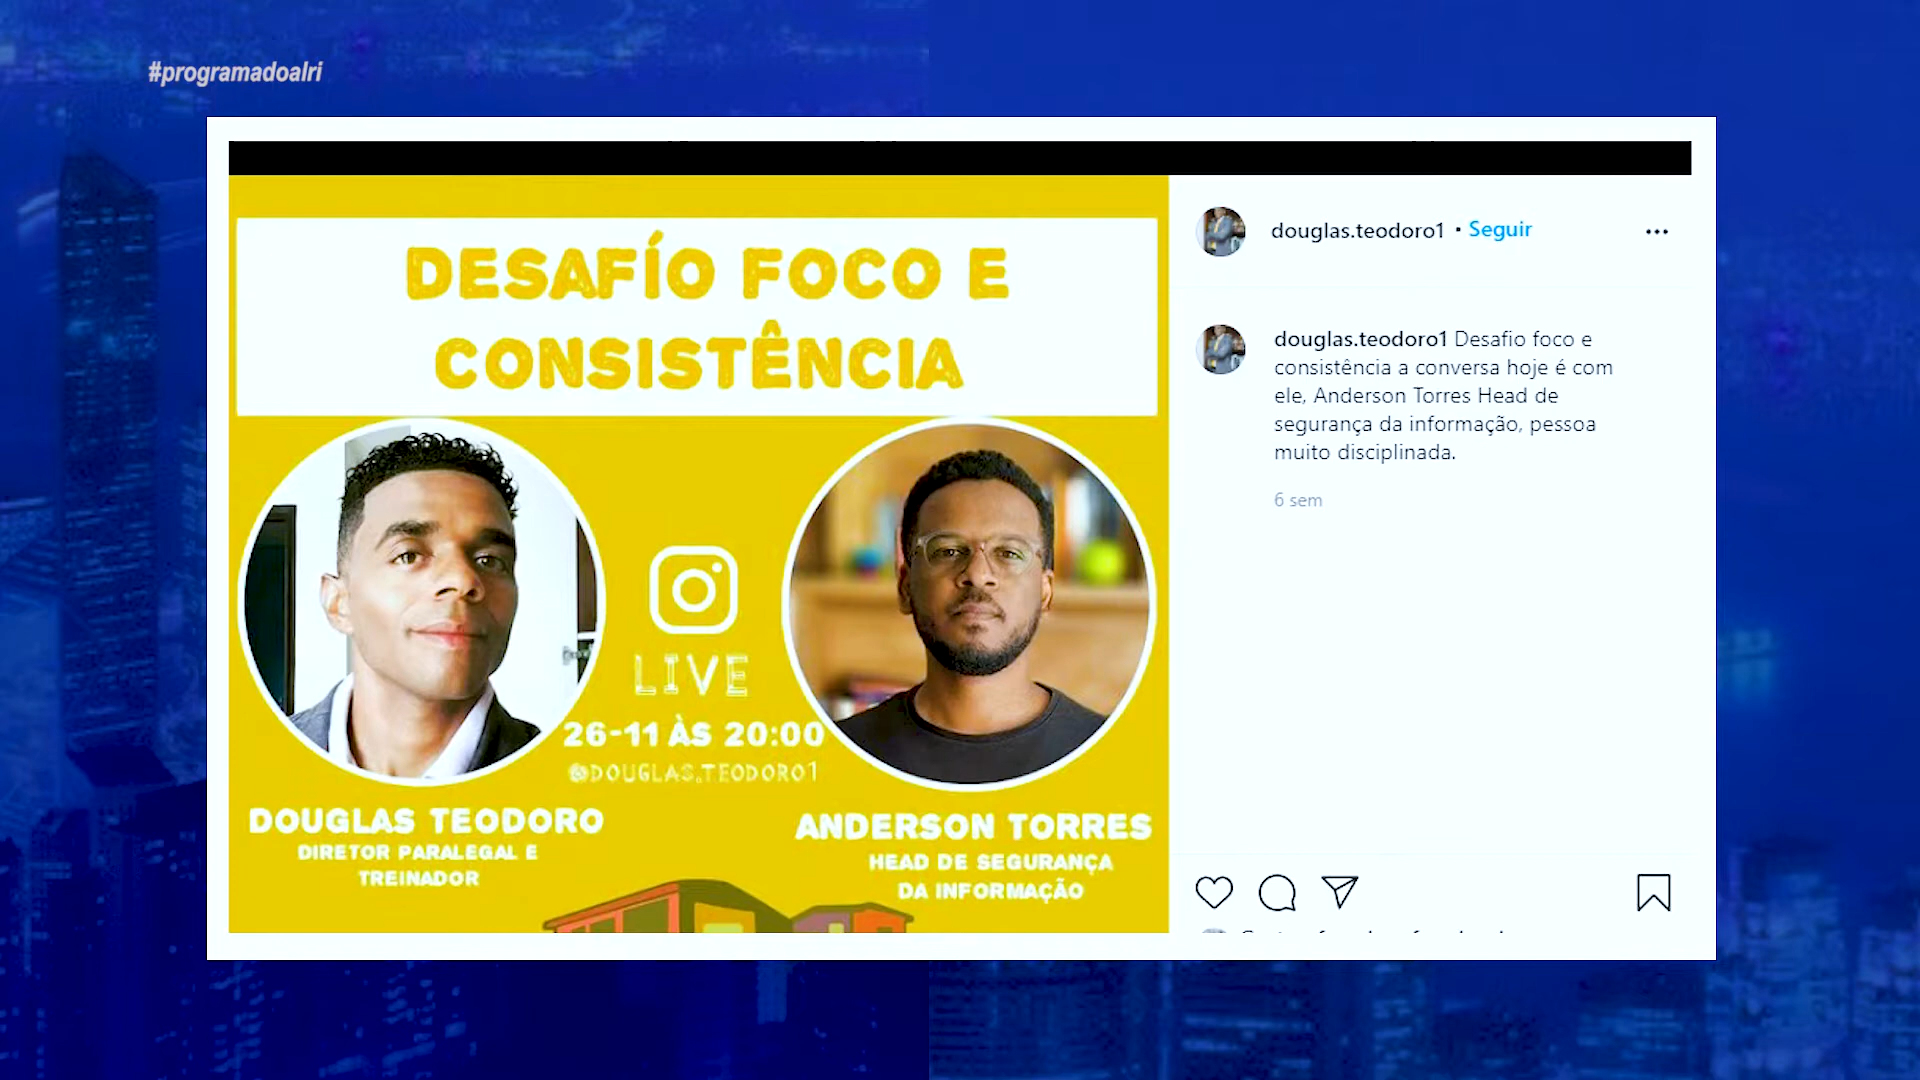 #programadoalri
DESAFÍO FOCO E
CONSISTÊNCIA
LIVE
26-11 ÀS 20:00
@DOUGLAS.TEODORO1
DOUGLAS TEODORO
DIRETOR PARALEGAL E
TREINADOR
ANDERSON TORRES
HEAD DE SEGURANÇA
DA INFORMAÇÃO
douglas.teodoro1 • Seguir
douglas.teodoro1 Desafio foco e
consistência a conversa hoje é com
ele, Anderson Torres Head de
segurança da informação, pessoa
muito disciplinada.
6 sem